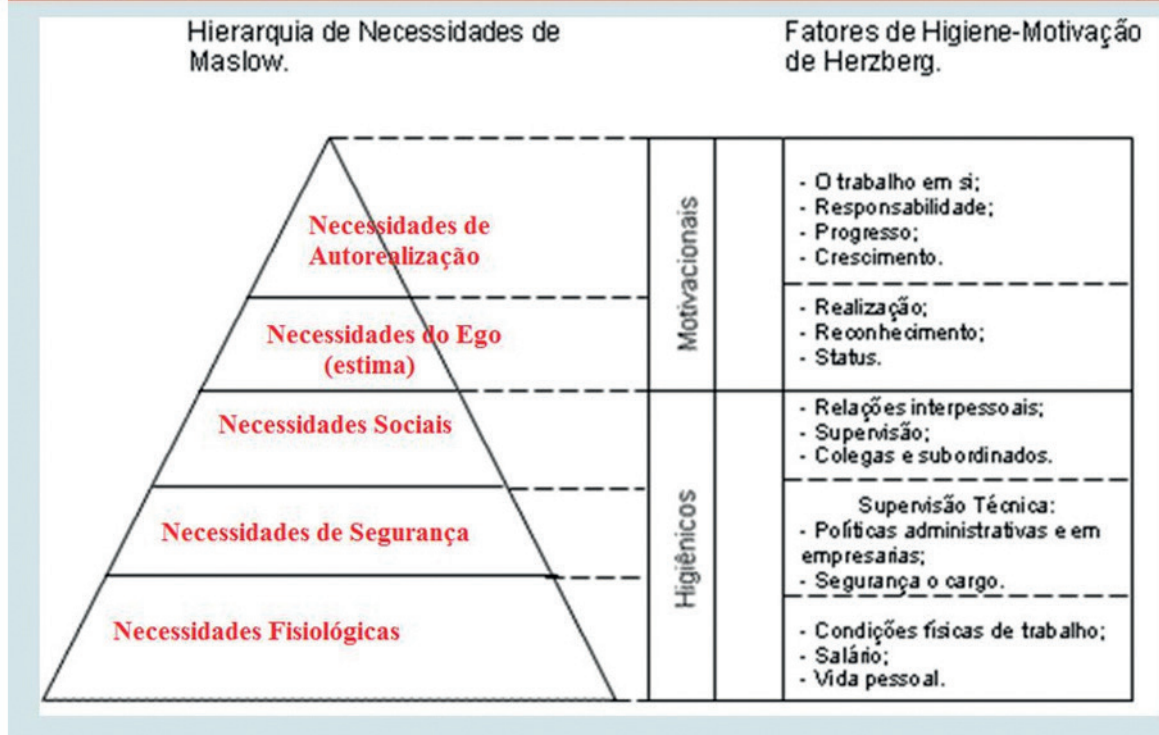 Hierarquia de Necessidades de
Maslow.
Fatores de Higiene-Motivação
de Herzberg.
Necessidades de
Autorealização
Necessidades do Ego
(estima)
Necessidades Sociais
Necessidades de Segurança
Necessidades Fisiológicas
Motivacionais
Higiênicos
- O trabalho em si;
- Responsabilidade;
- Progresso;
- Crescimento.
- Realização;
- Reconhecimento;
- Status.
- Relações interpessoais;
- Supervisão;
- Colegas e subordinados.
Supervisão Técnica:
- Políticas administrativas e em
empresarias;
- Segurança o cargo.
- Condições físicas de trabalho;
- Salário;
- Vida pessoal.